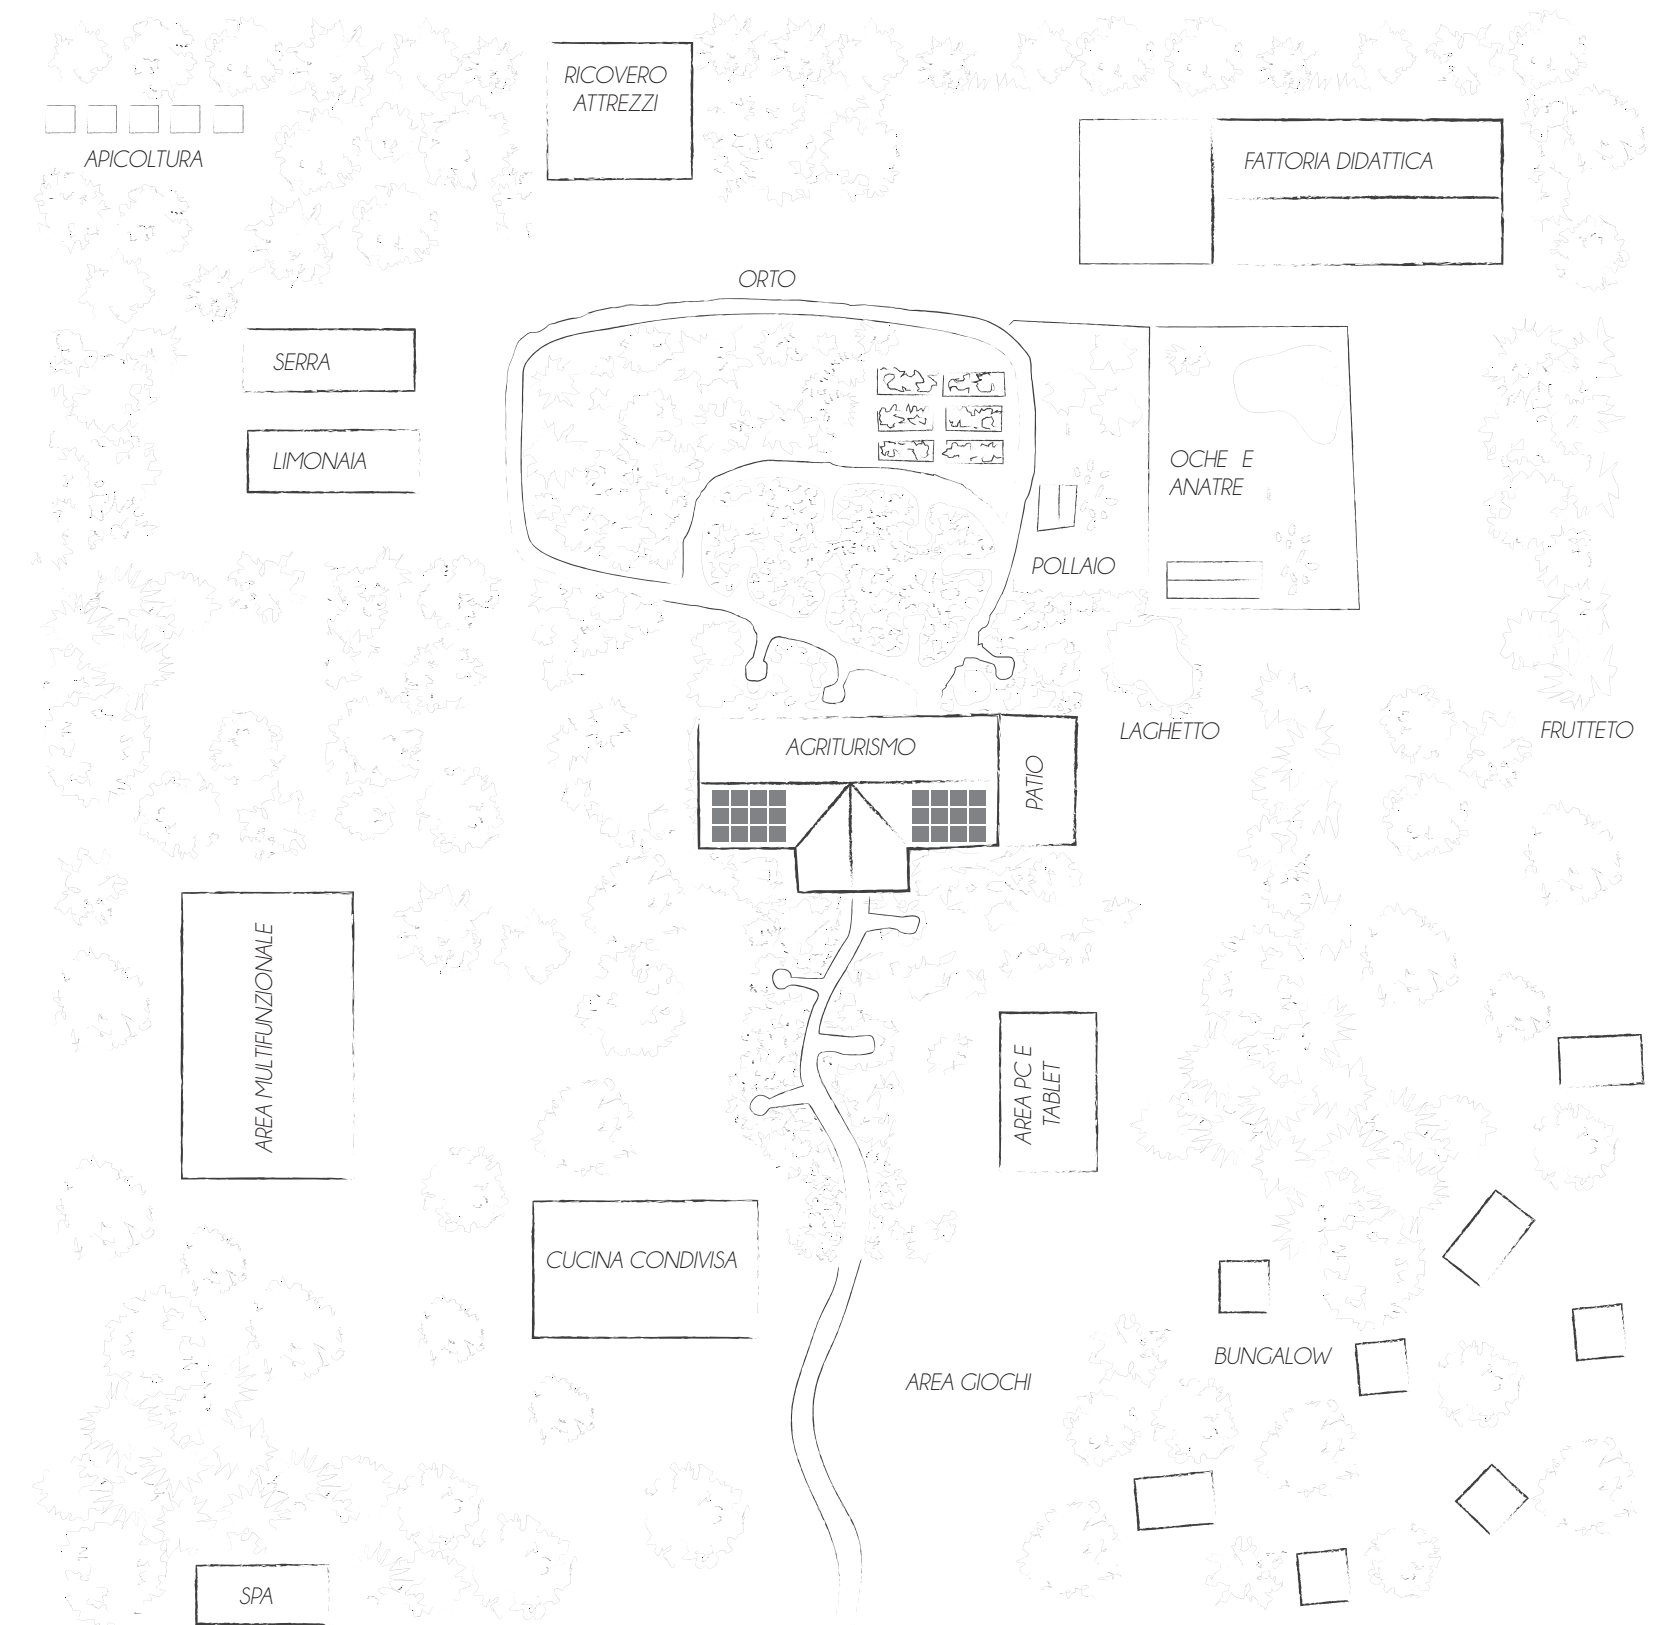 RICOVERO
ATTREZZI
APICOLTURA
FATTORIA DIDATTICA
ORTO
SERRA
LIMONAIA
OCHE E
ANATRE
POLLAIO
LAGHETTO
FRUTTETO
AGRITURISMO
PATIO
AREA MULTIFUNZIONALE
AREA PC E
TABLET
CUCINA CONDIVISA
BUNGALOW
AREA GIOCHI
SPA